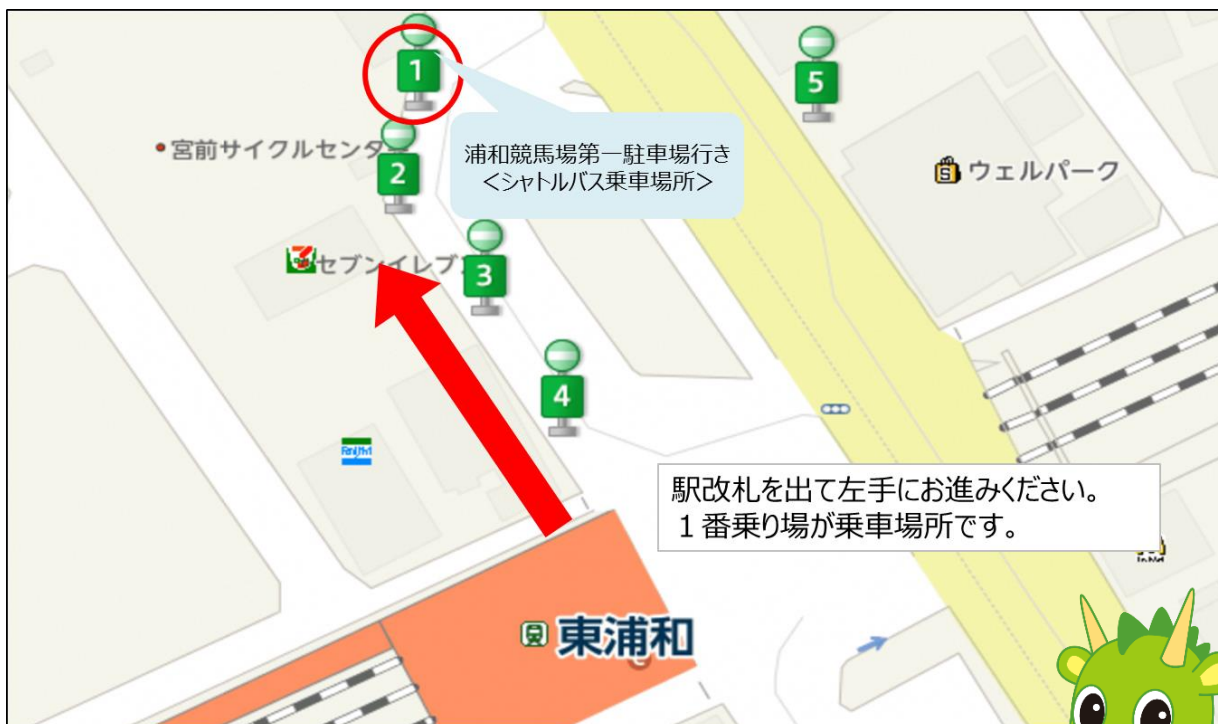 1
5
浦和競馬場第一駐車場行き
＜シャトルバス乗車場所＞
宮前サイクルセンタ
2
ウェルパーク
セブンイレブ
3
4
駅改札を出て左手にお進みください。
１番乗り場が乗車場所です。
東浦和